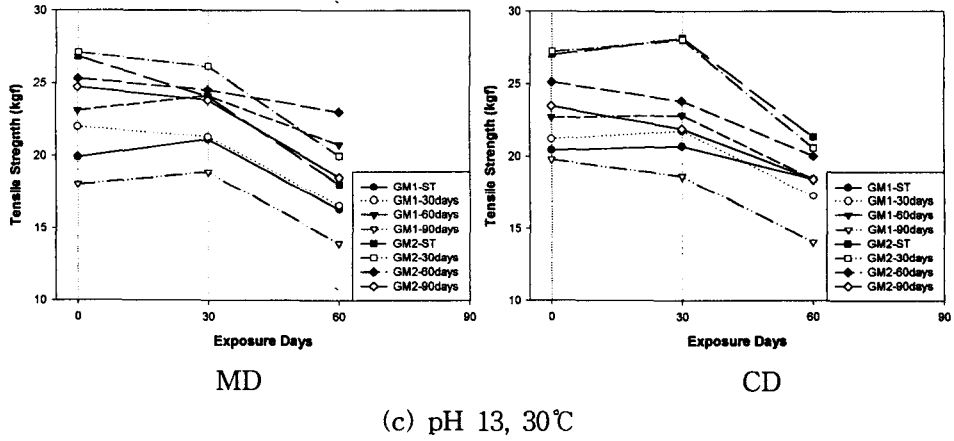 30
25
20
15
10
Tensile Stregnth (kgf)
0
30
60
90
Exposure Days
GM1-ST
GM1-30days
GM1-60days
GM1-90days
GM2-ST
GM2-30days
GM2-60days
GM2-90days
MD
30
25
20
15
10
Tensile Strength (kgf)
0
30
60
90
Exposure Days
GM1-ST
GM1-30days
GM1-60days
GM1-90days
GM2-ST
GM2-30days
GM2-60days
GM2-90days
CD
(c) pH 13, 30℃